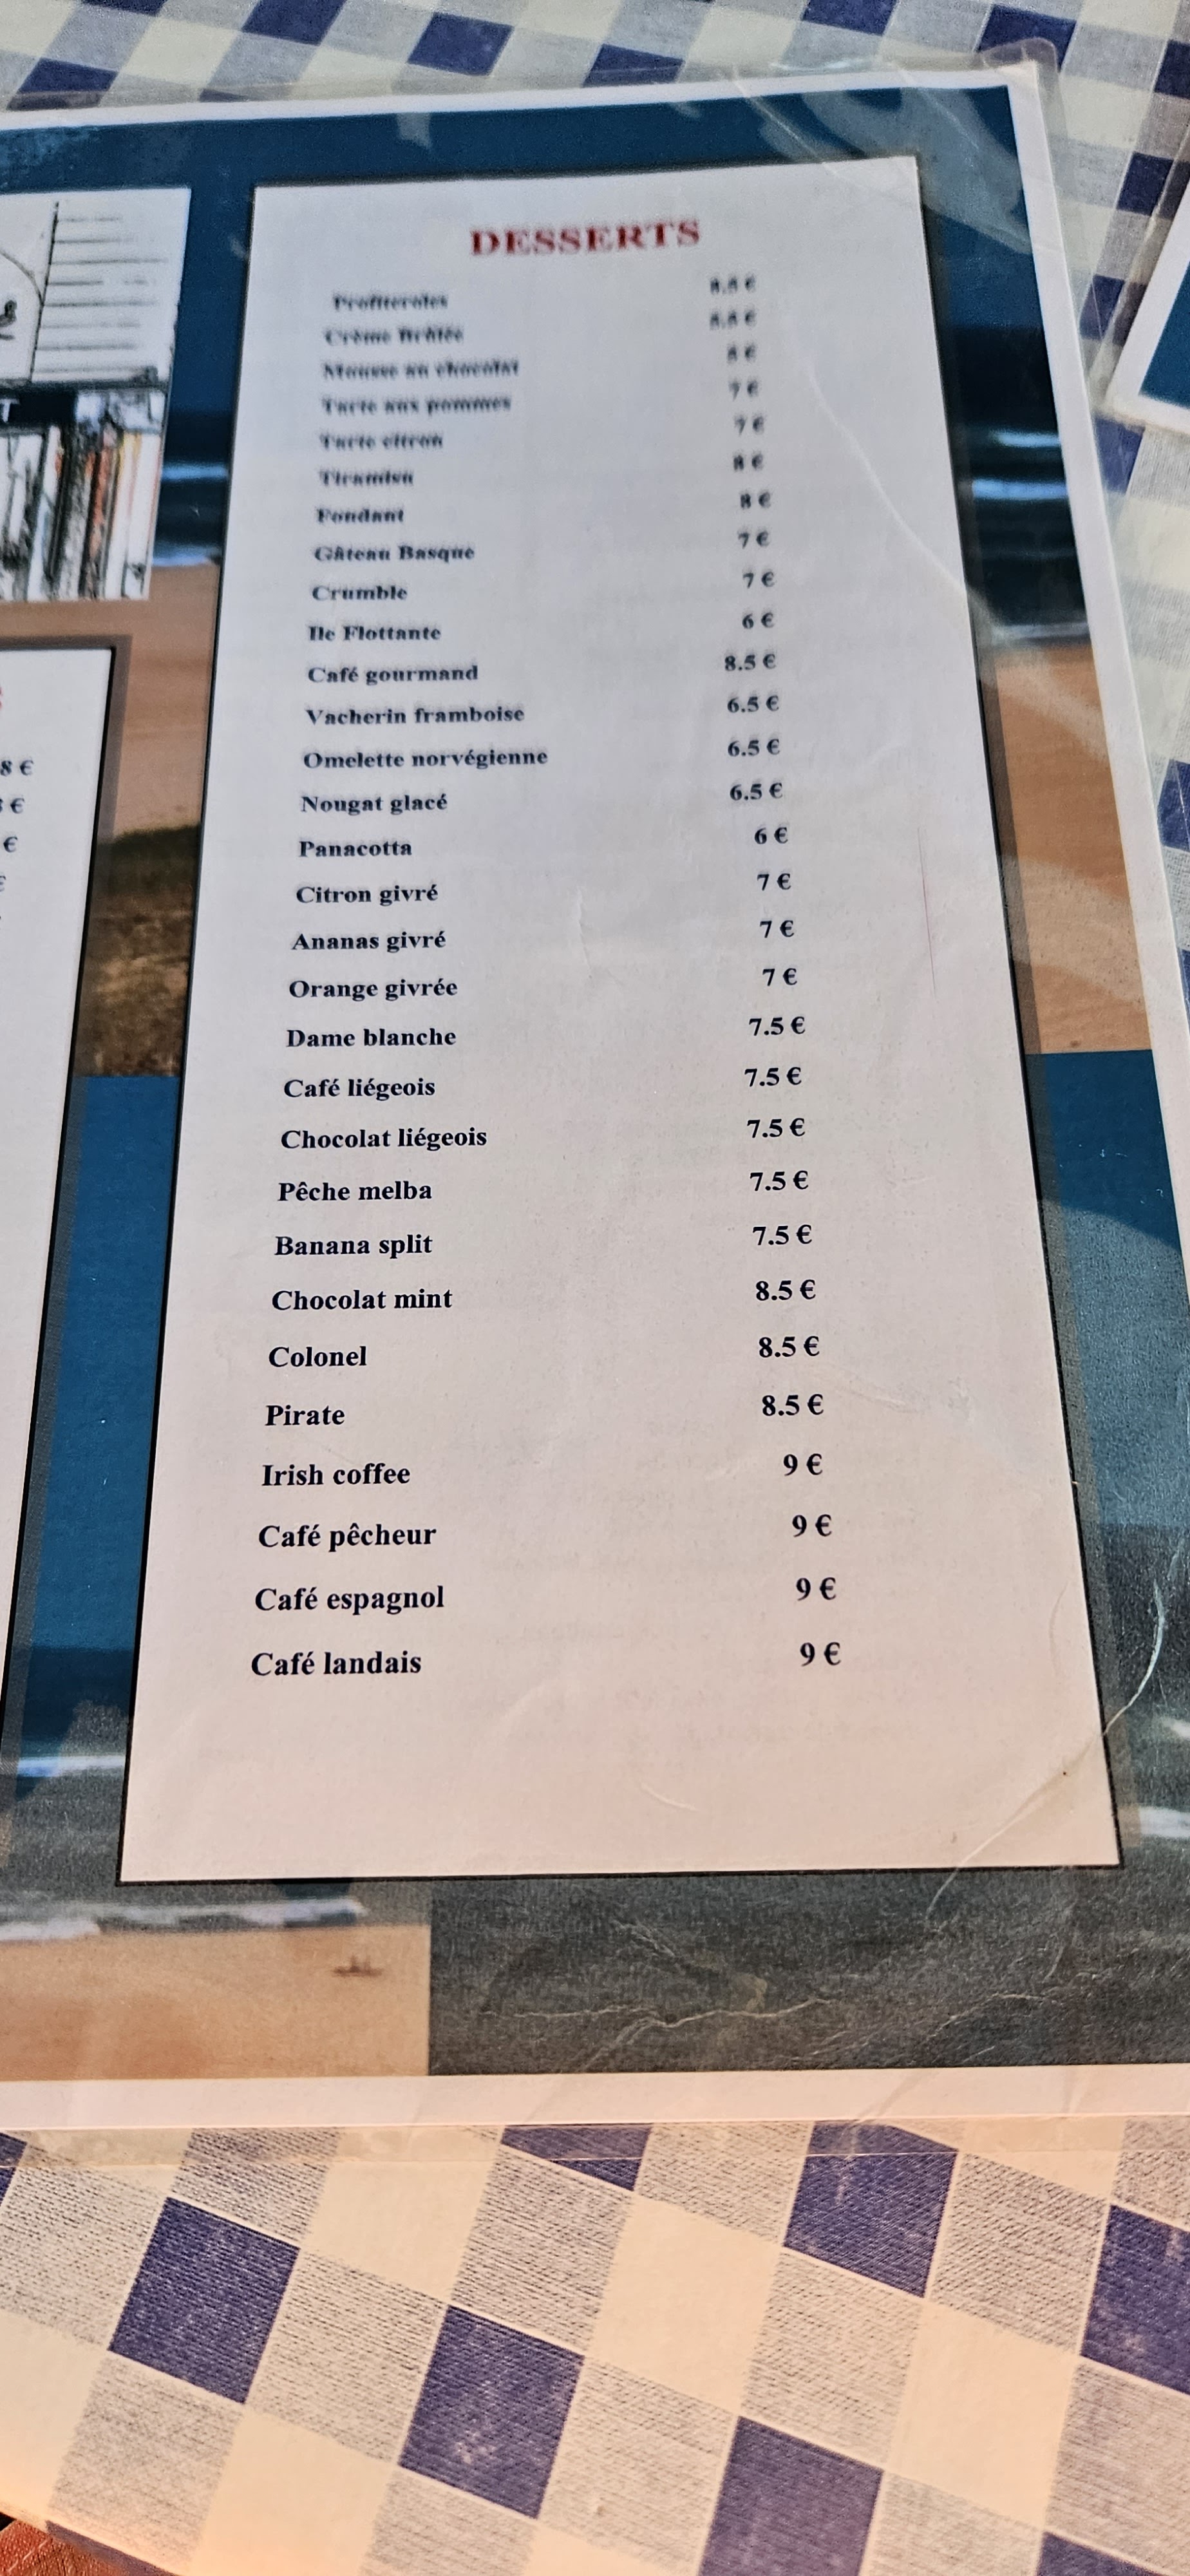 DESSERTS
Profiteroles 8.5 €
Crème Brûlée 8.5 €
Mousse au chocolat 8 €
Tarte aux pommes 7 €
Tarte citron 7 €
Tiramisu 8 €
Fondant 8 €
Gâteau Basque 7 €
Crumble 7 €
Ile Flottante 6 €
Café gourmand 8.5 €
Vacherin framboise 6.5 €
Omelette norvégienne 6.5 €
Nougat glacé 6.5 €
Panacotta 6 €
Citron givré 7 €
Ananas givré 7 €
Orange givrée 7 €
Dame blanche 7.5 €
Café liégeois 7.5 €
Chocolat liégeois 7.5 €
Pêche melba 7.5 €
Banana split 7.5 €
Chocolat mint 8.5 €
Colonel 8.5 €
Pirate 8.5 €
Irish coffee 9 €
Café pêcheur 9 €
Café espagnol 9 €
Café landais 9 €